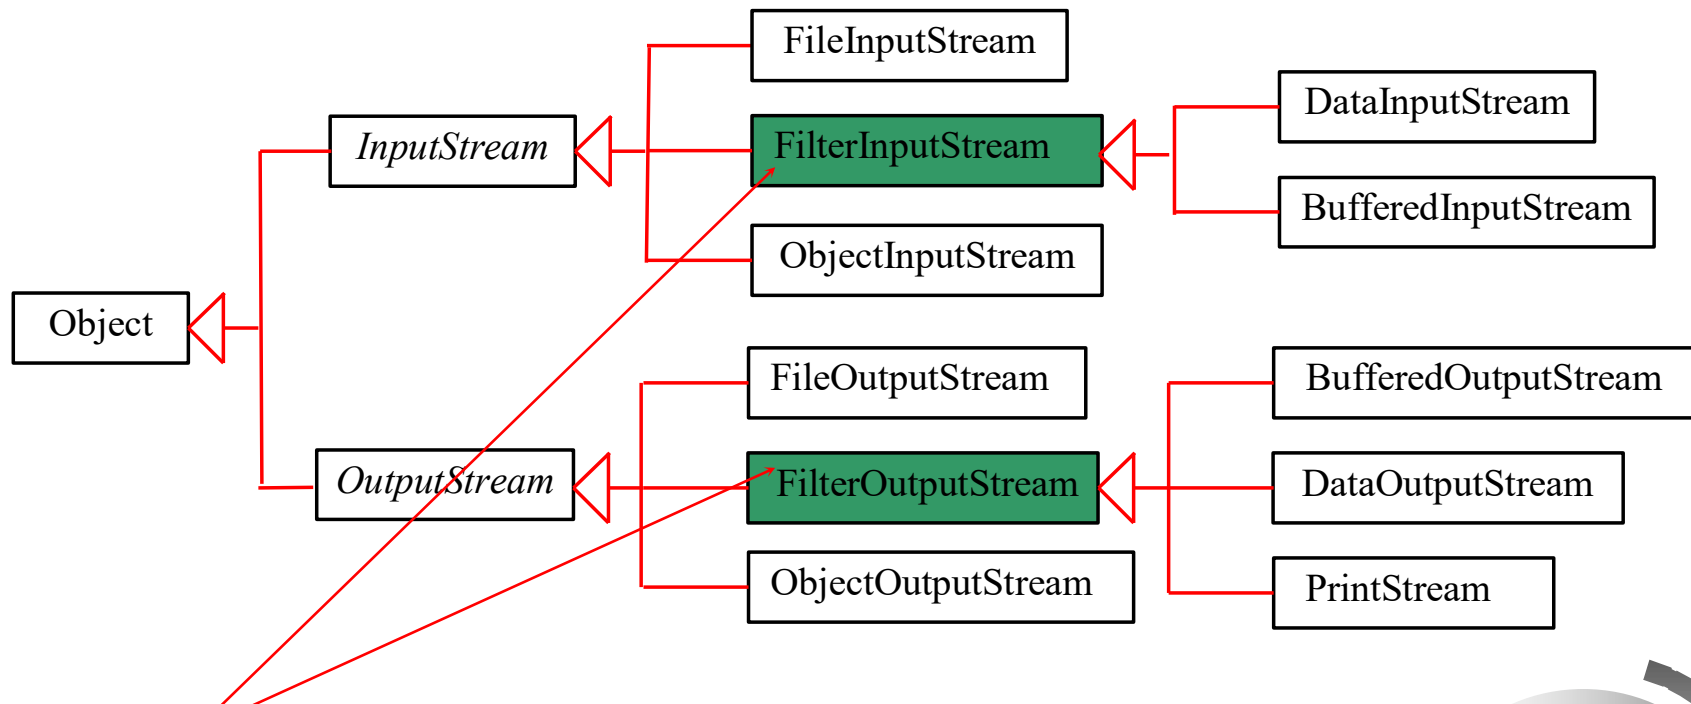 FileInputStream
DataInputStream
InputStream
FilterInputStream
BufferedInputStream
ObjectInputStream
Object
FileOutputStream
BufferedOutputStream
OutputStream
FilterOutputStream
DataOutputStream
ObjectOutputStream
PrintStream